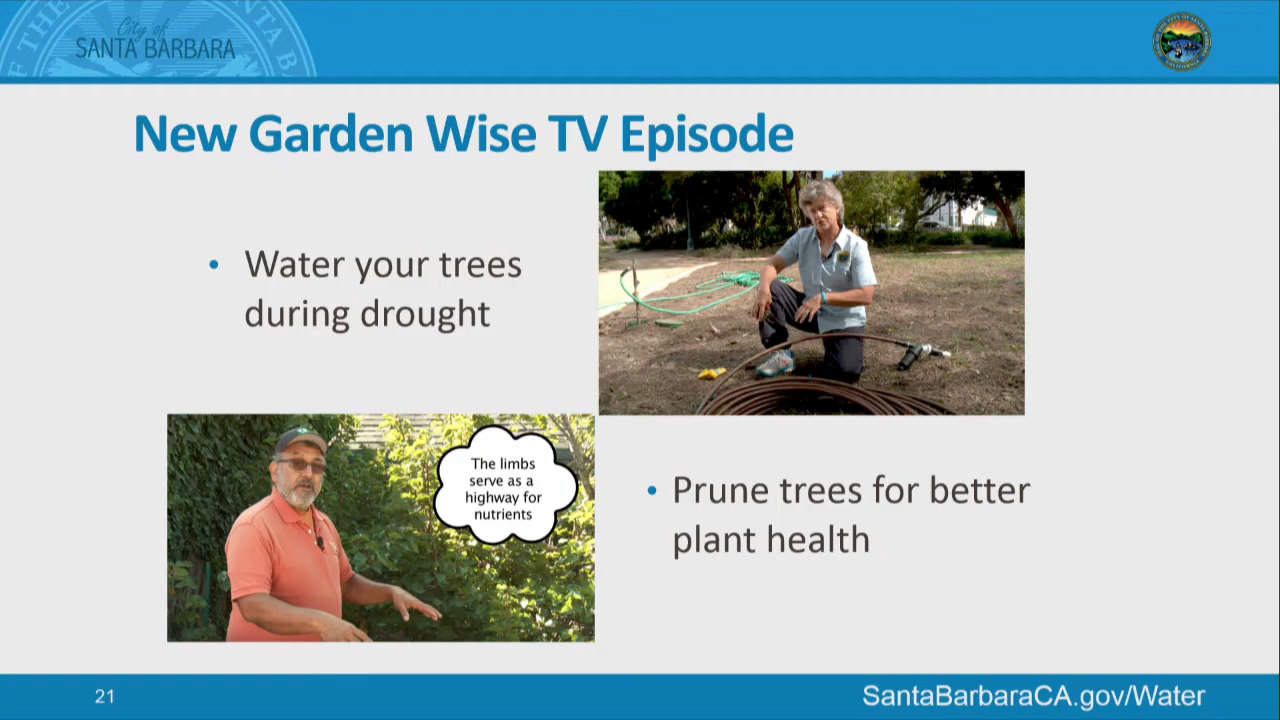 City of
SANTA BARBARA
New Garden Wise TV Episode
• Water your trees
during drought
The limbs
serve as a
highway for
nutrients
• Prune trees for better
plant health
21
SantaBarbaraCA.gov/Water